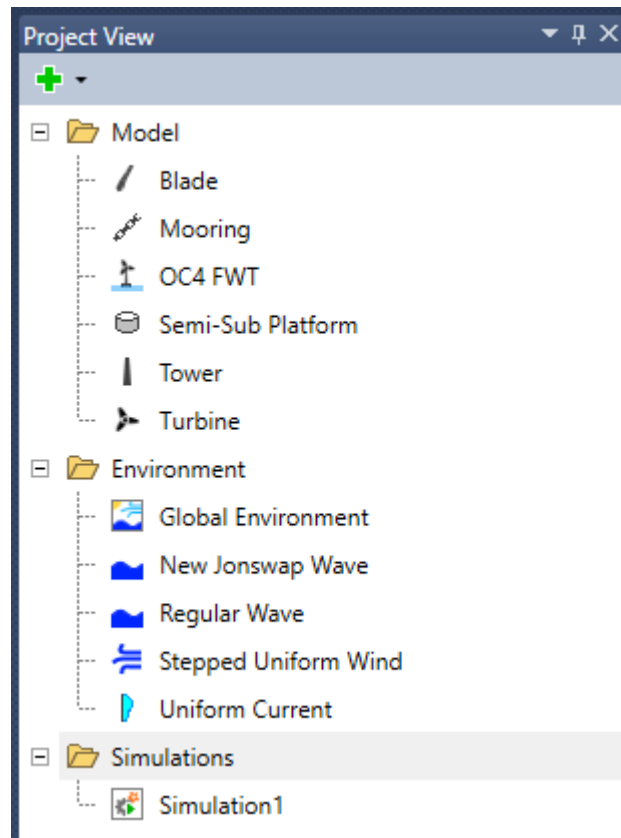 Project View
Model
Blade
Mooring
OC4 FWT
Semi-Sub Platform
Tower
Turbine
Environment
Global Environment
New Jonswap Wave
Regular Wave
Stepped Uniform Wind
Uniform Current
Simulations
Simulation1